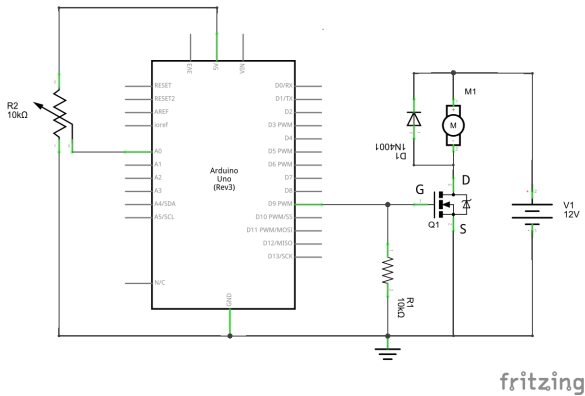 3V3
5V
VIN
RESET
RESET2
AREF
ioref
A0
A1
A2
A3
A4/SDA
A5/SCL
N/C
D0/RX
D1/TX
D2
D3 PWM
D4
D5 PWM
D6 PWM
D7
D8
D9 PWM
D10 PWM/SS
D11 PWM/MOSI
D12/MISO
D13/SCK
GND
Arduino
Uno
(Rev3)
R2
10kΩ
R1
10kΩ
D1
1N4001
M1
M
G
D
S
Q1
V1
12V
fritzing